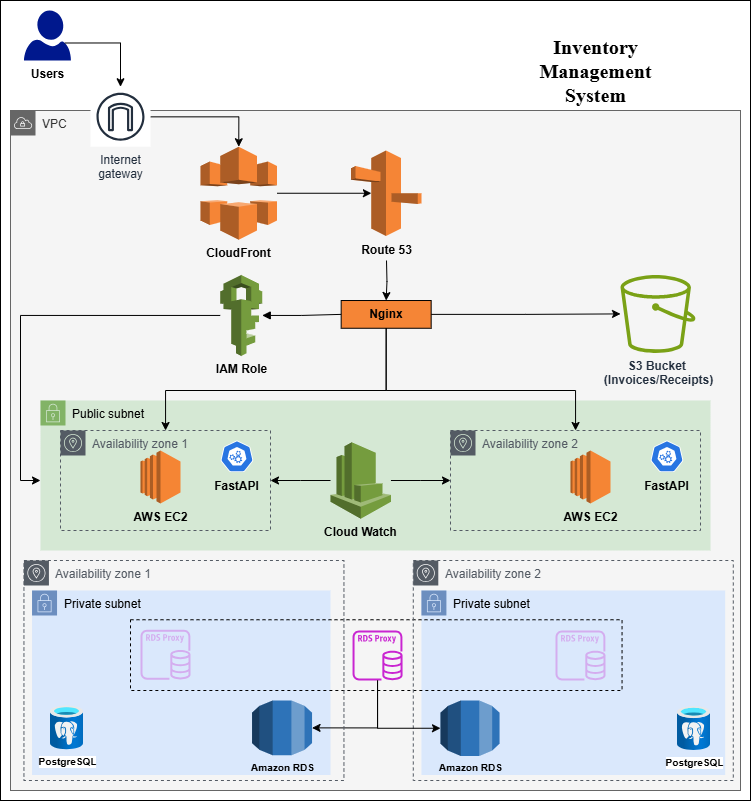 Inventory
Management
System
Users
VPC
Internet
gateway
CloudFront
Route 53
Nginx
IAM Role
S3 Bucket
(Invoices/Receipts)
Public subnet
Availability zone 1
FastAPI
AWS EC2
Cloud Watch
Availability zone 2
FastAPI
AWS EC2
Availability zone 1
Private subnet
RDS Proxy
PostgreSQL
Amazon RDS
RDS Proxy
Availability zone 2
Private subnet
RDS Proxy
Amazon RDS
PostgreSQL